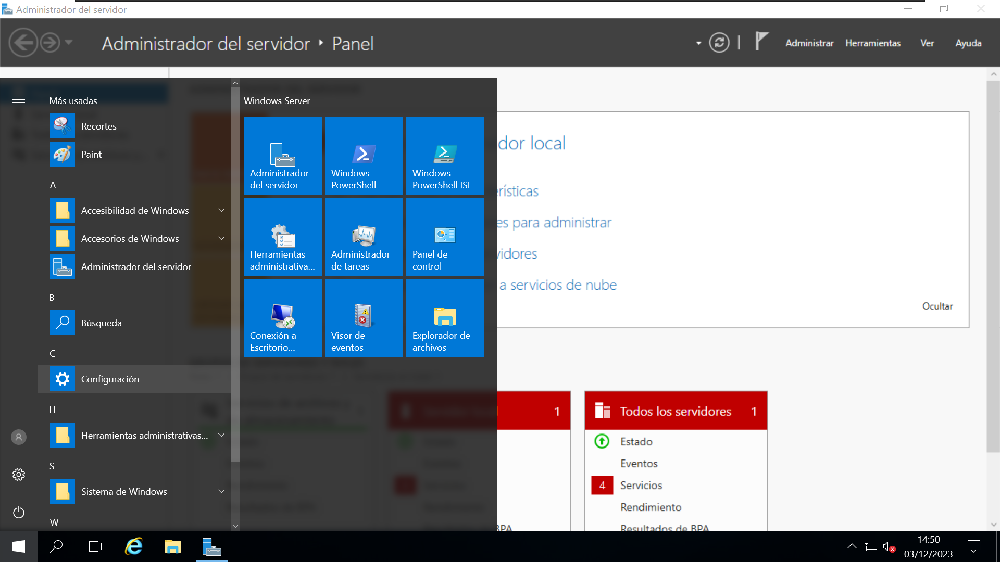 Administrador del servidor
Administrador del servidor ‣ Panel
Administrar
Herramientas
Ver
Ayuda
Más usadas
Recortes
Paint
A
Accesibilidad de Windows
Accesorios de Windows
Administrador del servidor
B
Búsqueda
C
Configuración
H
Herramientas administrativas...
S
Sistema de Windows
W
Windows Server
Administrador
del servidor
Windows
PowerShell
Windows
PowerShell ISE
Herramientas
administrativa...
Administrador
de tareas
Panel de
control
Conexión a
Escritorio...
Visor de
eventos
Explorador de
archivos
dor local
erísticas
es para administrar
vidores
a servicios de nube
Ocultar
1
BPA
Todos los servidores 1
Estado
Eventos
4 Servicios
Rendimiento
Resultados de BPA
14:50
03/12/2023